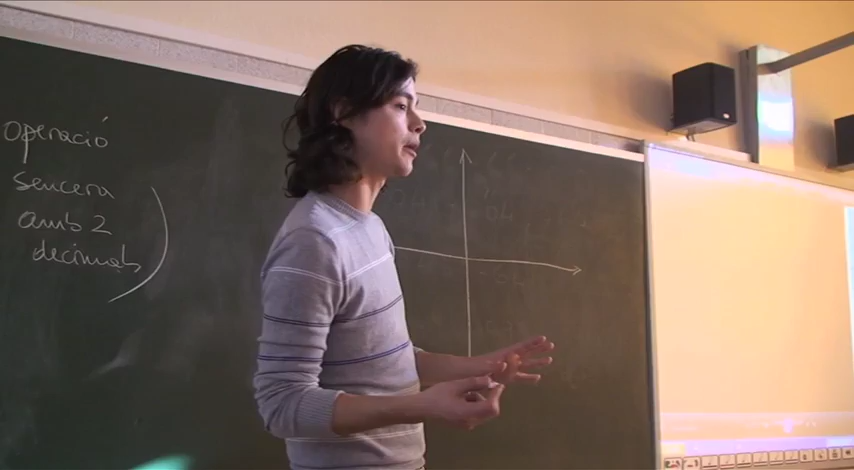 operació
sencera
amb 2
decimals